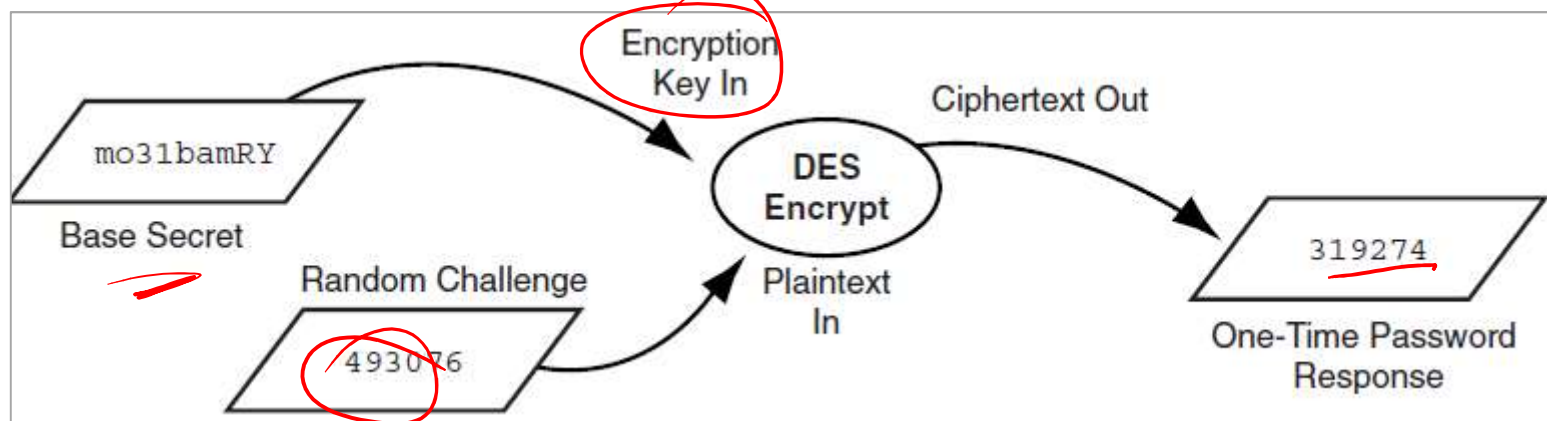 Encryption
Key In
Ciphertext Out
mo31bamRY
DES
Encrypt
Base Secret
319274
Random Challenge
Plaintext
In
493076
One-Time Password
Response